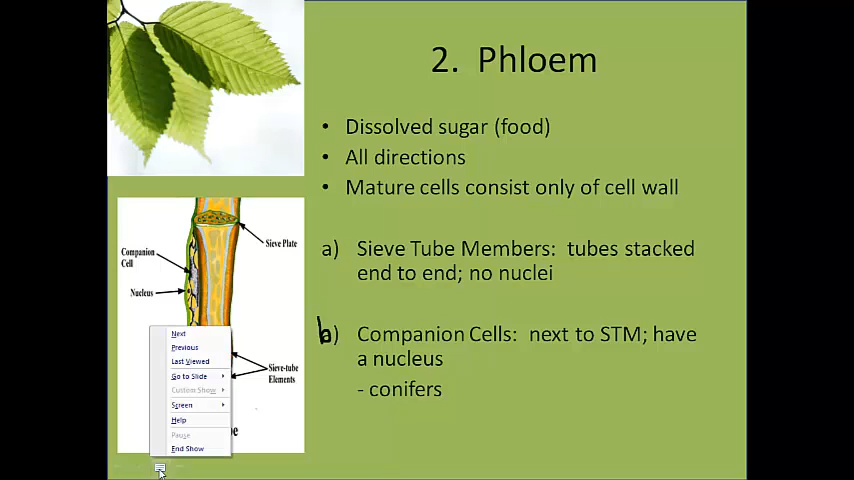 2. Phloem
• Dissolved sugar (food)
• All directions
• Mature cells consist only of cell wall
a) Sieve Tube Members: tubes stacked
end to end; no nuclei
b) Companion Cells: next to STM; have
a nucleus
- conifers
Sieve Plate
Companion
Cell
Nucleus
Sieve-tube
Elements
Next
Previous
Last Viewed
Go to Slide
Custom Show
Screen
Help
Pause
End Show